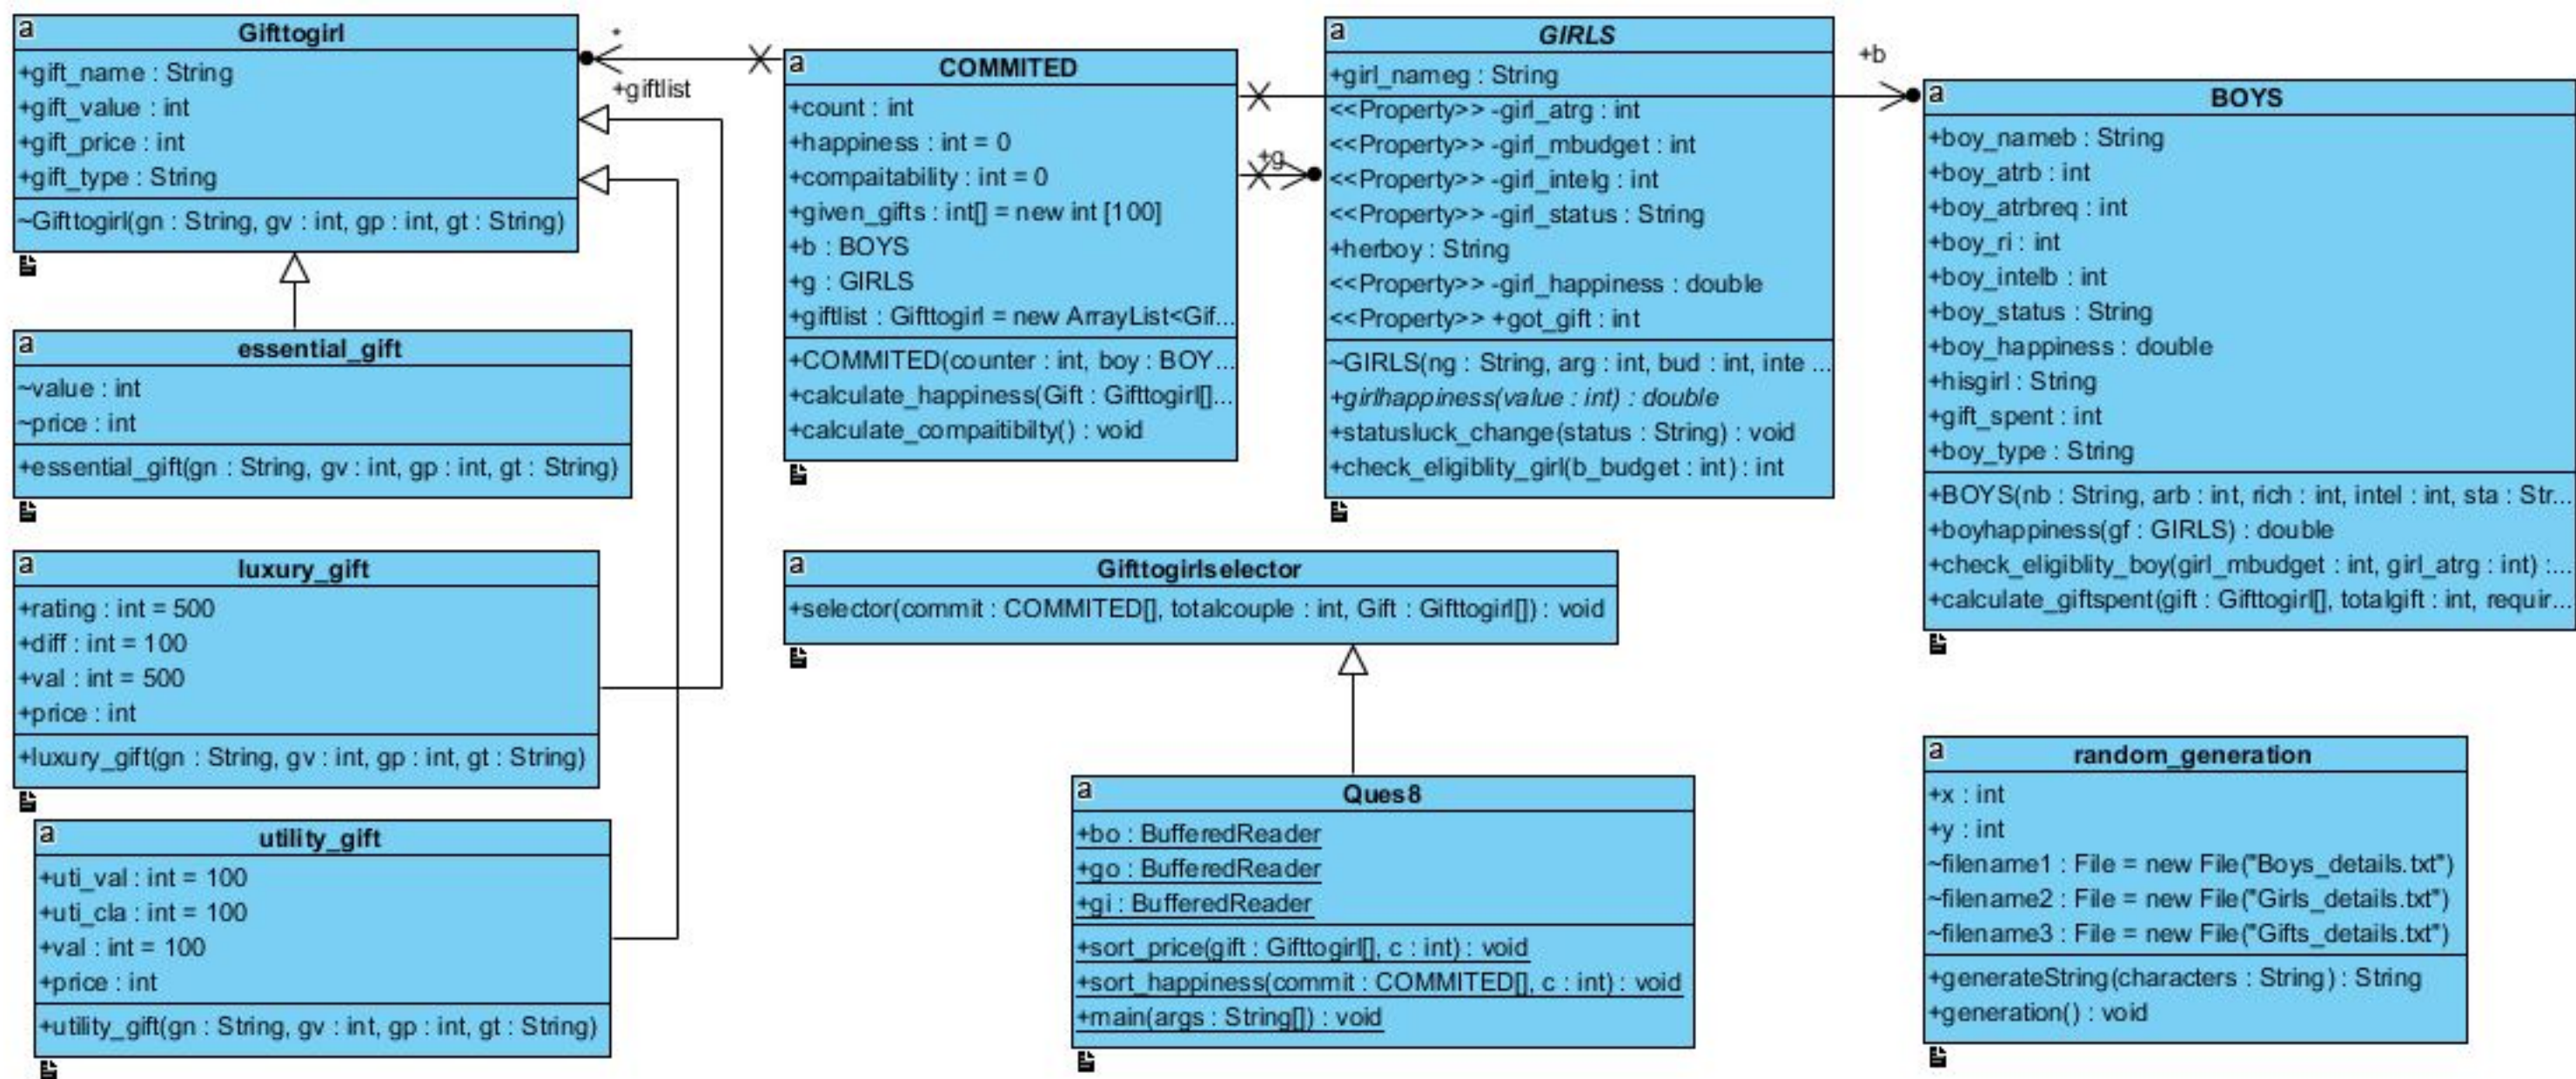 a
Gifttogirl
+gift_name : String
+gift_value : int
+gift_price : int
+gift_type : String
~Gifttogirl(gn : String, gv : int, gp : int, gt : String)
*
+giftlist
a
COMMITED
+count : int
+happiness : int = 0
+compaitability : int = 0
+given_gifts : int[] = new int [100]
+b : BOYS
+g : GIRLS
+giftlist : Gifttogirl = new ArrayList<Gif...
+COMMITED(counter : int, boy : BOY...
+calculate_happiness(Gift : Gifttogirl[]...
+calculate_compaitibilty() : void
+g
a
GIRLS
+girl_nameg : String
<<Property>> -girl_atrg : int
<<Property>> -girl_mbudget : int
<<Property>> -girl_intelg : int
<<Property>> -girl_status : String
+herboy : String
<<Property>> -girl_happiness : double
<<Property>> +got_gift : int
~GIRLS(ng : String, arg : int, bud : int, inte ...
+girlhappiness(value : int) : double
+statusluck_change(status : String) : void
+check_eligiblity_girl(b_budget : int) : int
+b
a
BOYS
+boy_nameb : String
+boy_atrb : int
+boy_atrbreq : int
+boy_ri : int
+boy_intelb : int
+boy_status : String
+boy_happiness : double
+hisgirl : String
+gift_spent : int
+boy_type : String
+BOYS(nb : String, arb : int, rich : int, intel : int, sta : Str...
+boyhappiness(gf : GIRLS) : double
+check_eligiblity_boy(girl_mbudget : int, girl_atrg : int) :...
+calculate_giftspent(gift : Gifttogirl[], totalgift : int, requir...
a
essential_gift
~value : int
~price : int
+essential_gift(gn : String, gv : int, gp : int, gt : String)
a
luxury_gift
+rating : int = 500
+diff : int = 100
+val : int = 500
+price : int
+luxury_gift(gn : String, gv : int, gp : int, gt : String)
a
Gifttogirlselector
+selector(commit : COMMITED[], totalcouple : int, Gift : Gifttogirl[]) : void
a
utility_gift
+uti_val : int = 100
+uti_cla : int = 100
+val : int = 100
+price : int
+utility_gift(gn : String, gv : int, gp : int, gt : String)
a
Ques8
+bo : BufferedReader
+go : BufferedReader
+gi : BufferedReader
+sort_price(gift : Gifttogirl[], c : int) : void
+sort_happiness(commit : COMMITED[], c : int) : void
+main(args : String[]) : void
a
random_generation
+x : int
+y : int
~filename1 : File = new File("Boys_details.txt")
~filename2 : File = new File("Girls_details.txt")
~filename3 : File = new File("Gifts_details.txt")
+generateString(characters : String) : String
+generation() : void